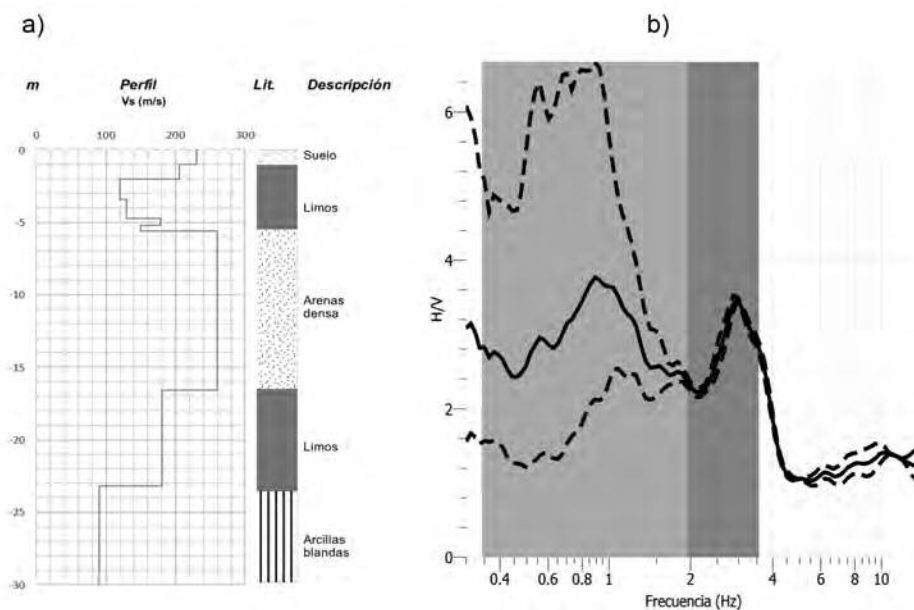 a)
b)
m Perfil Lit. Descripción
Vs (m/s)
0 100 200 300
0
-5
-10
-15
-20
-25
-30
Suelo
Limos
Arenas
densa
Limos
Arcillas
blandas
H/V
6
4
2
0
0.4 0.6 0.8 1 2 4 6 8 10
Frecuencia (Hz)